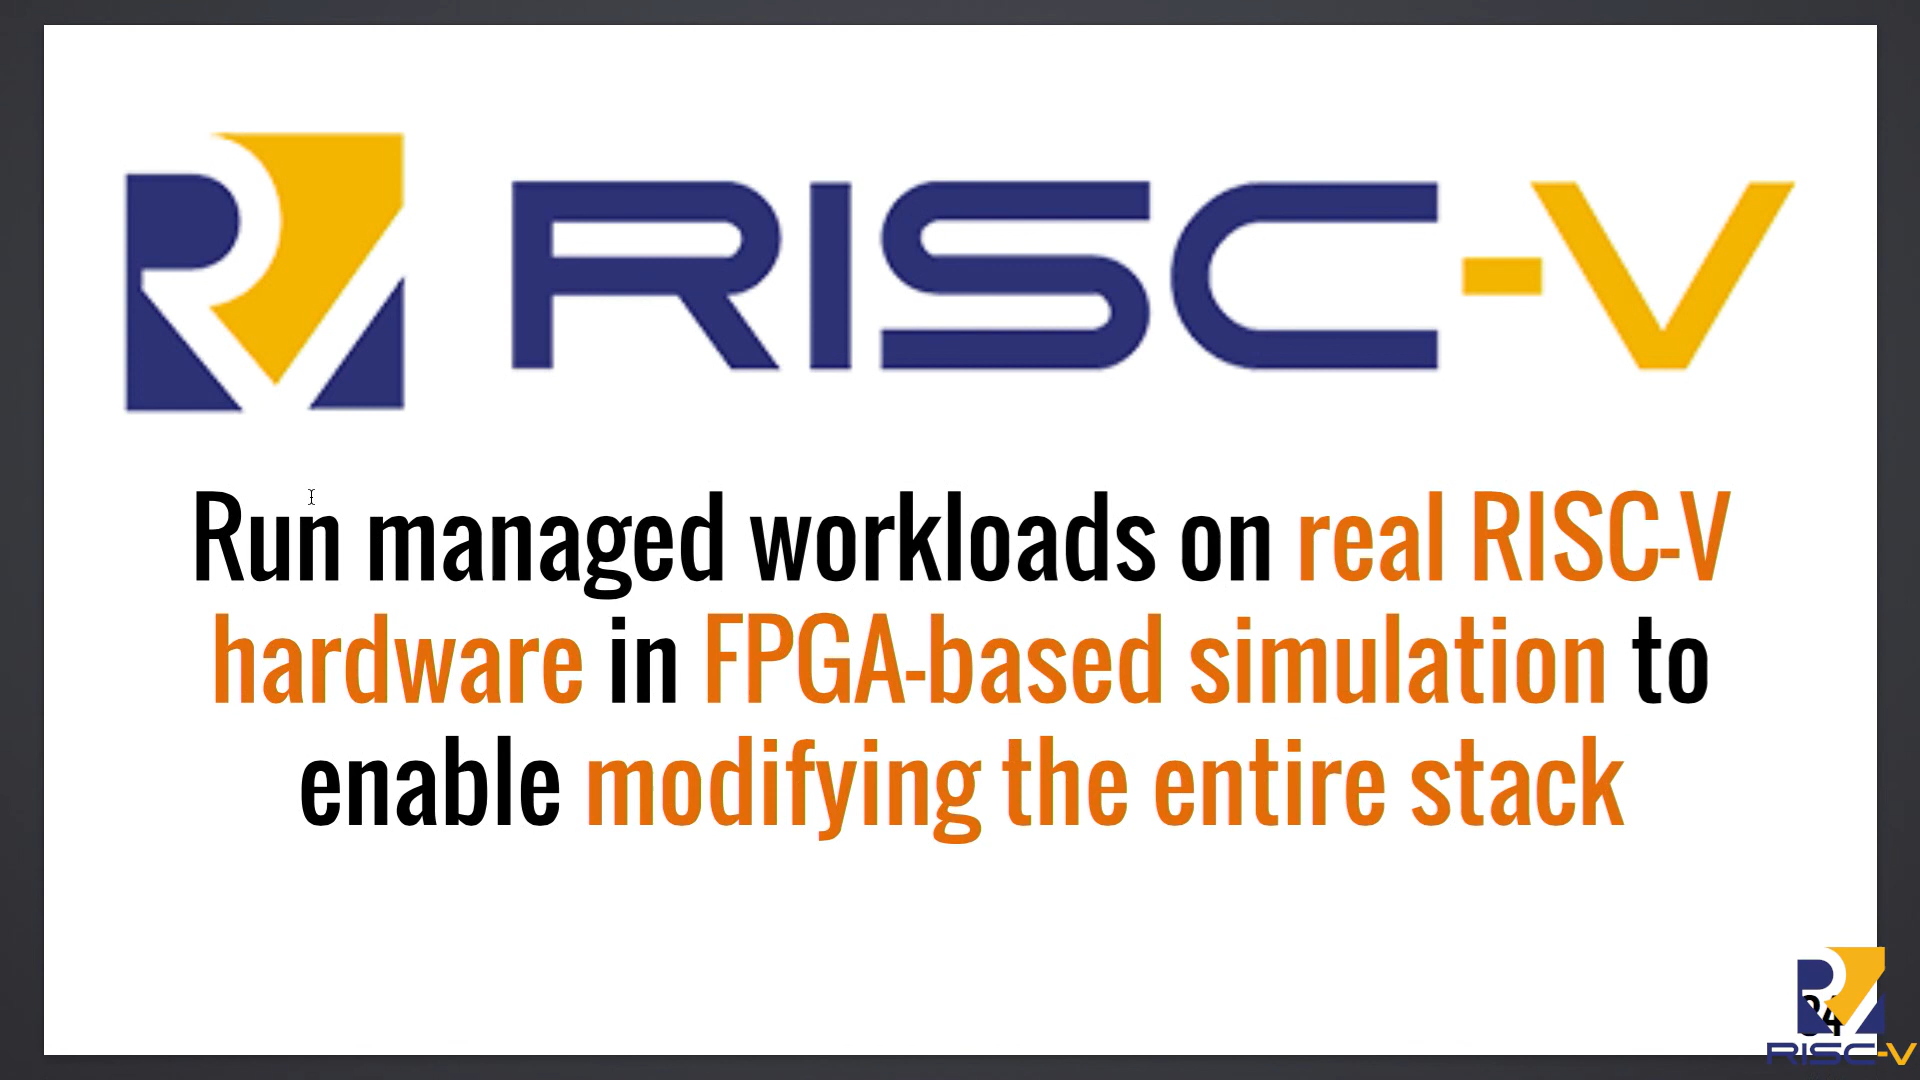 RISC-V
Run managed workloads on real RISC-V
hardware in FPGA-based simulation to
enable modifying the entire stack
RISC-V